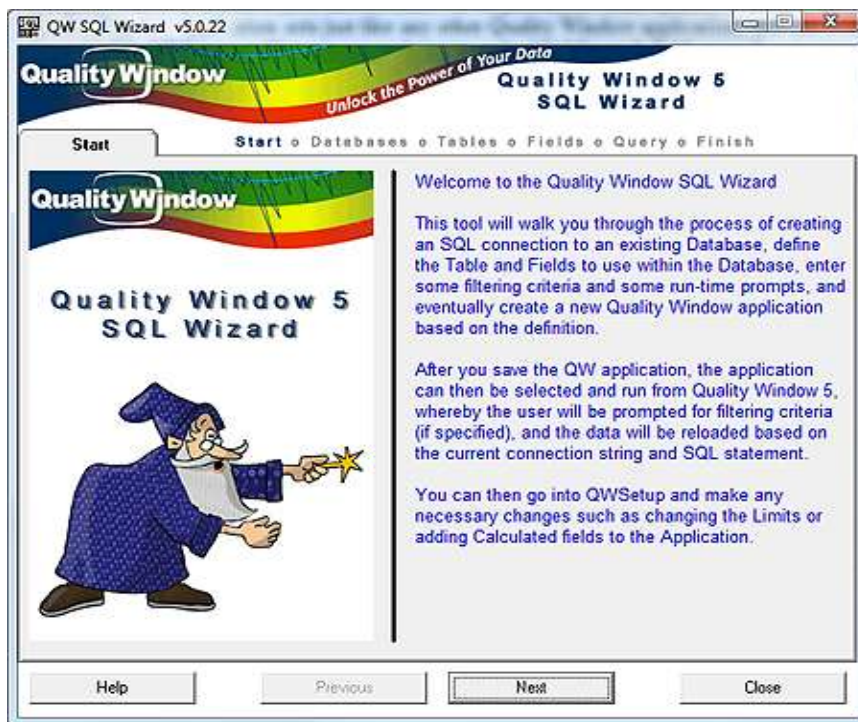 QW SQL Wizard v5.0.22
Quality Window
Unlock the Power of Your Data
Quality Window 5
SQL Wizard
Start
Start o Databases o Tables o Fields o Query o Finish
Quality Window
Quality Window 5
SQL Wizard
Welcome to the Quality Window SQL Wizard
This tool will walk you through the process of creating
an SQL connection to an existing Database, define
the Table and Fields to use within the Database, enter
some filtering criteria and some run-time prompts, and
eventually create a new Quality Window application
based on the definition.
After you save the QW application, the application
can then be selected and run from Quality Window 5,
whereby the user will be prompted for filtering criteria
(if specified), and the data will be reloaded based on
the current connection string and SQL statement.
You can then go into QWSetup and make any
necessary changes such as changing the Limits or
adding Calculated fields to the Application.
Help
Previous
Next
Close